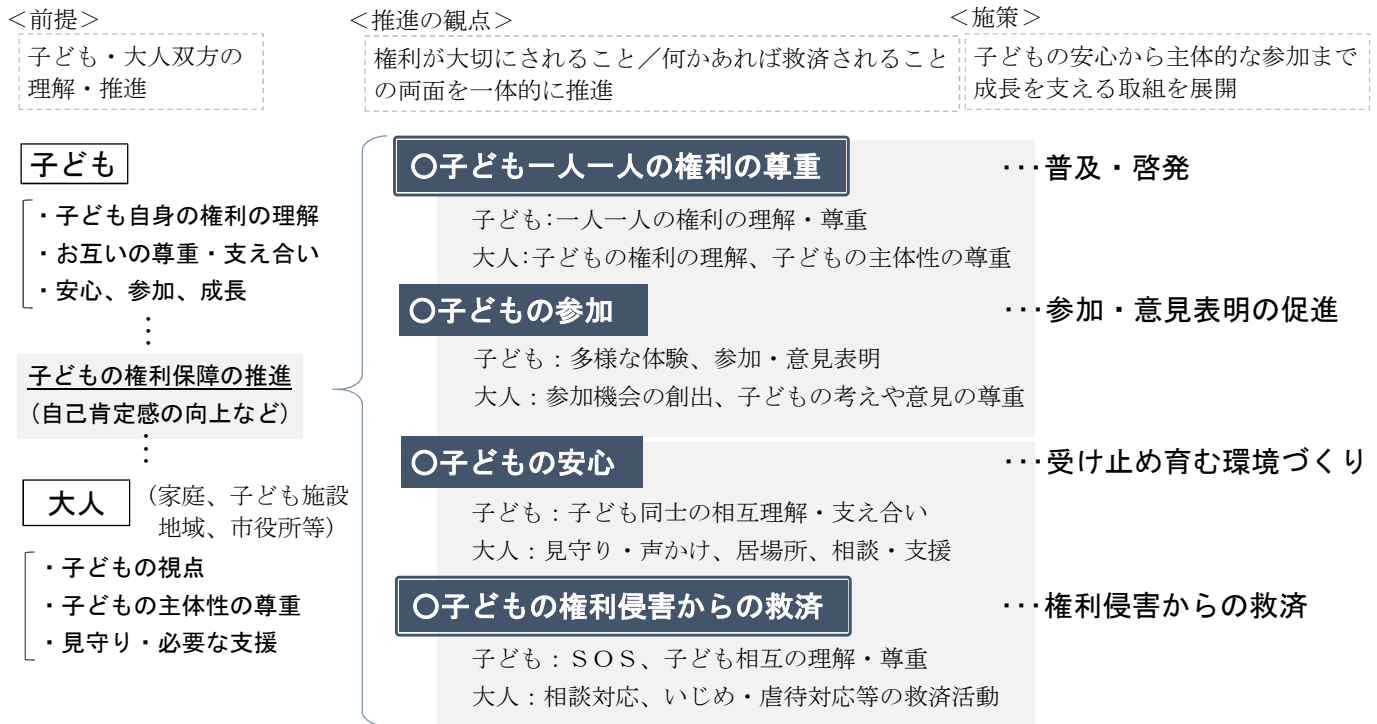 <前提>
子ども・大人双方の
理解・推進
子ども
・子ども自身の権利の理解
・お互いの尊重・支え合い
・安心、参加、成長
⋮
子どもの権利保障の推進
(自己肯定感の向上など)
⋮
大人
(家庭、子ども施設
地域、市役所等)
・子どもの視点
・子どもの主体性の尊重
・見守り・必要な支援
<推進の観点>
権利が大切にされること/何かあれば救済されること
の両面を一体的に推進
<施策>
子どもの安心から主体的な参加まで
成長を支える取組を展開
〇子ども一人一人の権利の尊重
･･･普及・啓発
子ども:一人一人の権利の理解・尊重
大人:子どもの権利の理解、子どもの主体性の尊重
〇子どもの参加
･･･参加・意見表明の促進
子ども:多様な体験、参加・意見表明
大人:参加機会の創出、子どもの考えや意見の尊重
〇子どもの安心
･･･受け止め育む環境づくり
子ども:子ども同士の相互理解・支え合い
大人:見守り・声かけ、居場所、相談・支援
〇子どもの権利侵害からの救済
･･･権利侵害からの救済
子ども:SOS、子ども相互の理解・尊重
大人:相談対応、いじめ・虐待対応等の救済活動